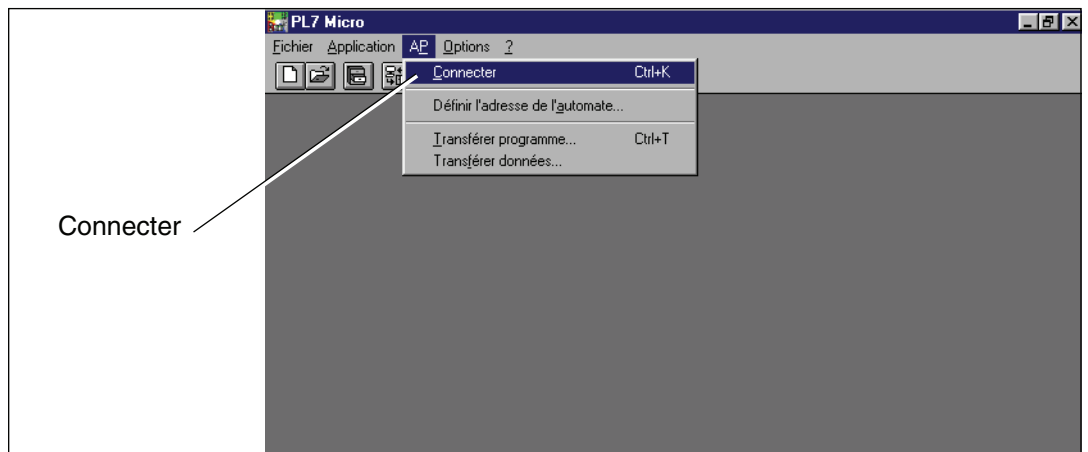 PL7 Micro
Fichier Application AP Options ?
Connecter Ctrl+K
Définir l'adresse de l'automate...
Transférer programme... Ctrl+T
Transférer données...
Connecter